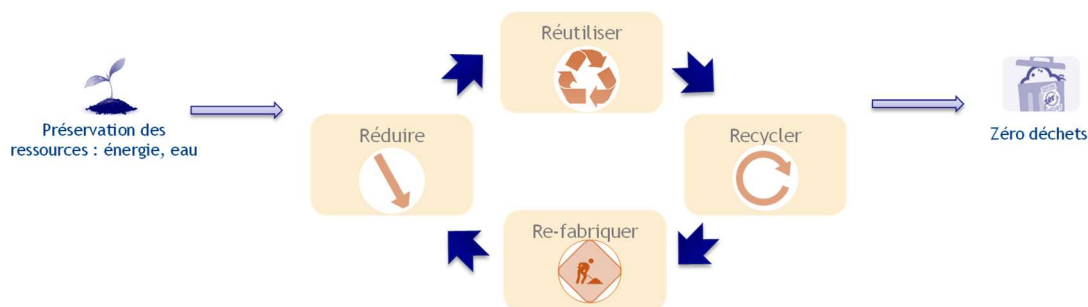 Réutiliser
Préservation des
ressources : énergie, eau
Réduire
Recycler
Zéro déchets
Re-fabriquer